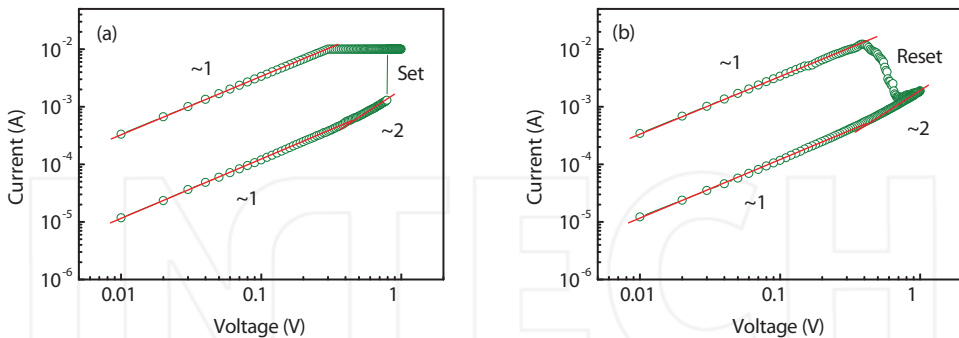 (a)
10⁻²
10⁻³
10⁻⁴
10⁻⁵
10⁻⁶
Current (A)
~1
Set
~2
~1
0.01
0.1
1
Voltage (V)
(b)
10⁻²
10⁻³
10⁻⁴
10⁻⁵
10⁻⁶
Current (A)
~1
Reset
~2
~1
0.01
0.1
1
Voltage (V)
INTECH